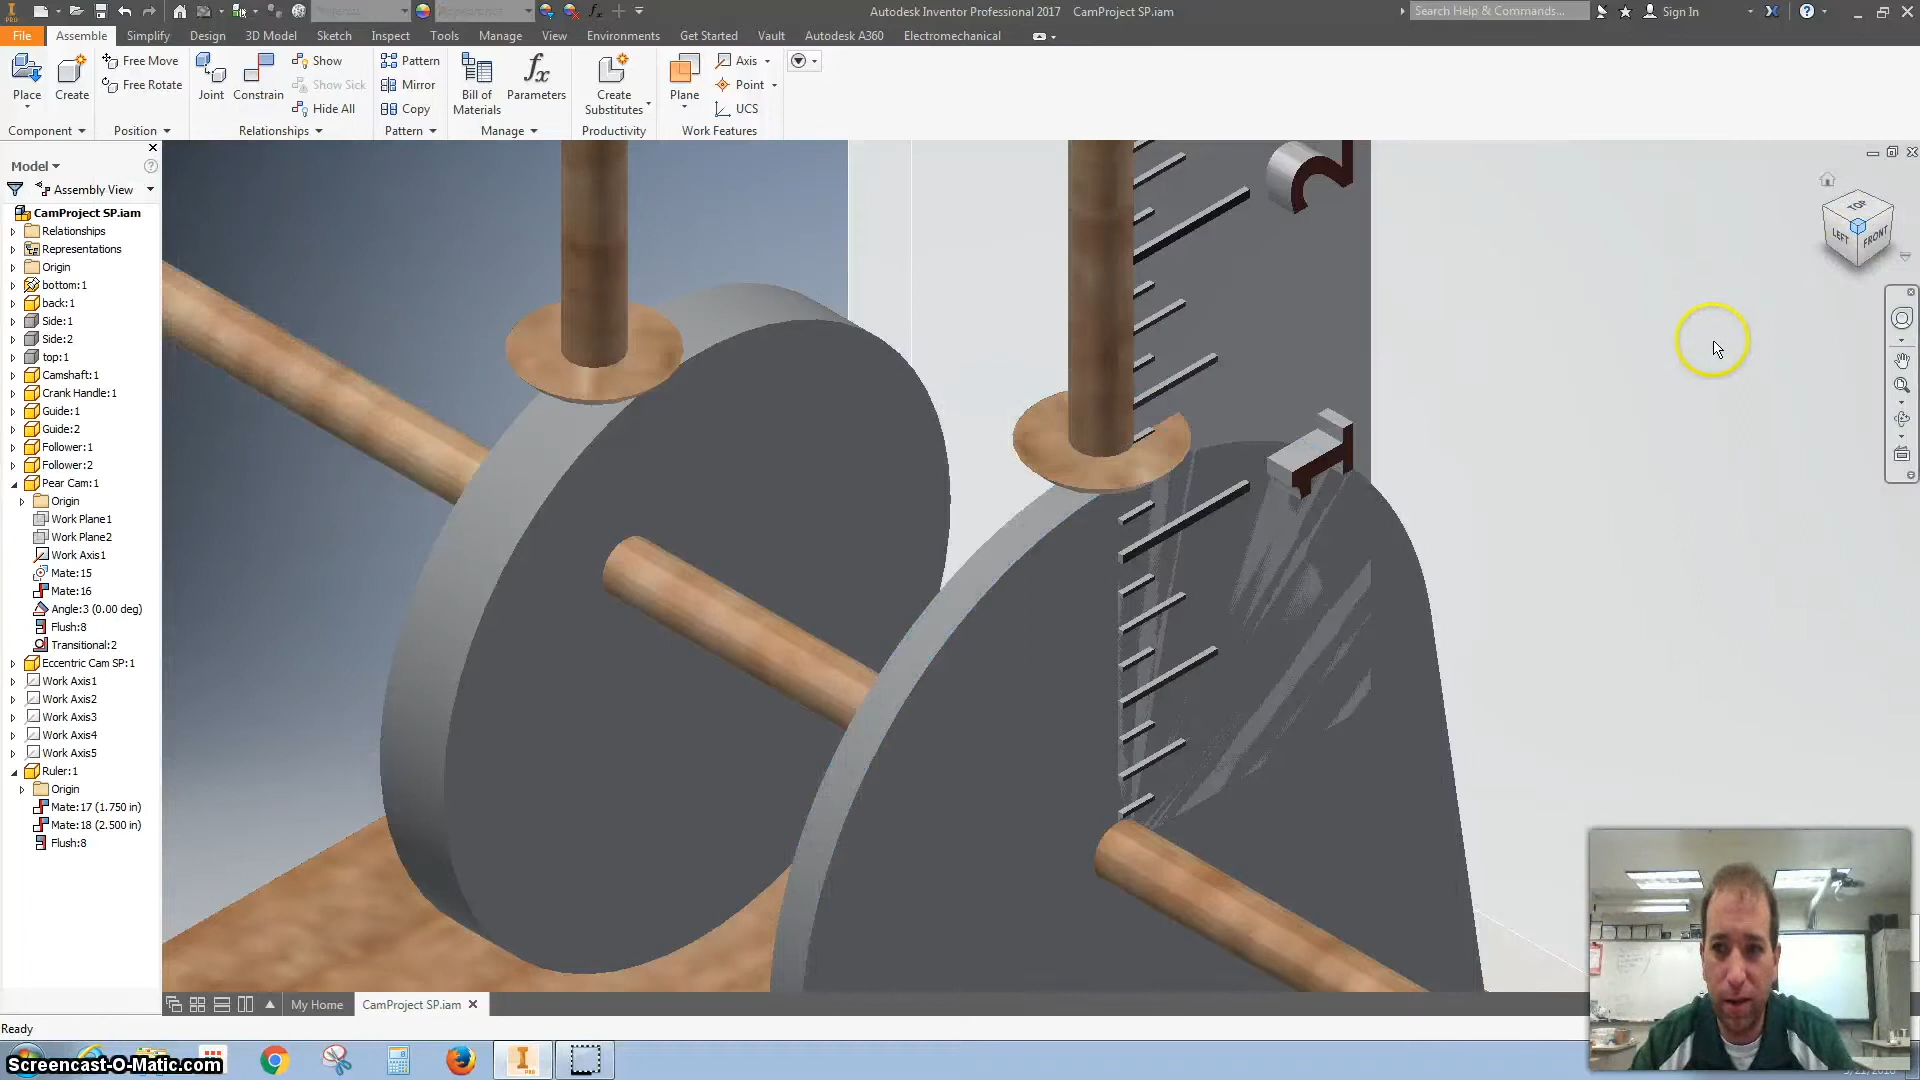 Autodesk Inventor Professional 2017 CamProject SP.iam
Search Help & Commands...
Sign In
File Assemble Simplify Design 3D Model Sketch Inspect Tools Manage View Environments Get Started Vault Autodesk A360 Electromechanical
Place
Create
Free Move
Free Rotate
Joint
Constrain
Show
Show Sick
Hide All
Pattern
Mirror
Copy
Bill of Materials
Parameters
Create Substitutes
Plane
Axis
Point
UCS
Component Position Relationships Pattern Manage Productivity Work Features
Model
Assembly View
CamProject SP.iam
Relationships
Representations
Origin
bottom:1
back:1
Side:1
Side:2
top:1
Camshaft:1
Crank Handle:1
Guide:1
Guide:2
Follower:1
Follower:2
Pear Cam:1
Origin
Work Plane1
Work Plane2
Work Axis1
Mate:15
Mate:16
Angle:3 (0.00 deg)
Flush:8
Transitional:2
Eccentric Cam SP:1
Work Axis1
Work Axis2
Work Axis3
Work Axis4
Work Axis5
Ruler:1
Origin
Mate:17 (1.750 in)
Mate:18 (2.500 in)
Flush:8
TOP
LEFT
FRONT
2
1
My Home
CamProject SP.iam
Ready
Screencast-O-Matic.com